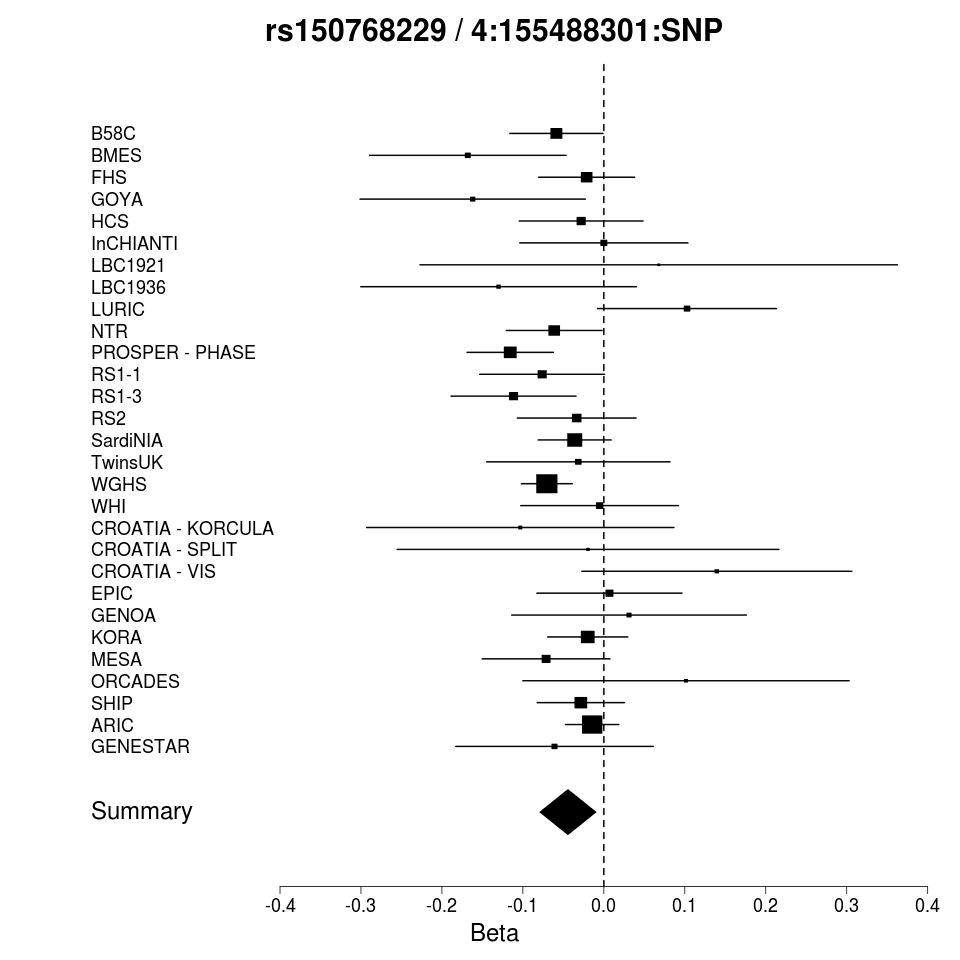 rs150768229 / 4:155488301:SNP
B58C
BMES
FHS
GOYA
HCS
InCHIANTI
LBC1921
LBC1936
LURIC
NTR
PROSPER - PHASE
RS1-1
RS1-3
RS2
SardiNIA
TwinsUK
WGHS
WHI
CROATIA - KORCULA
CROATIA - SPLIT
CROATIA - VIS
EPIC
GENOA
KORA
MESA
ORCADES
SHIP
ARIC
GENESTAR
Summary
-0.4 -0.3 -0.2 -0.1 0.0 0.1 0.2 0.3 0.4
Beta